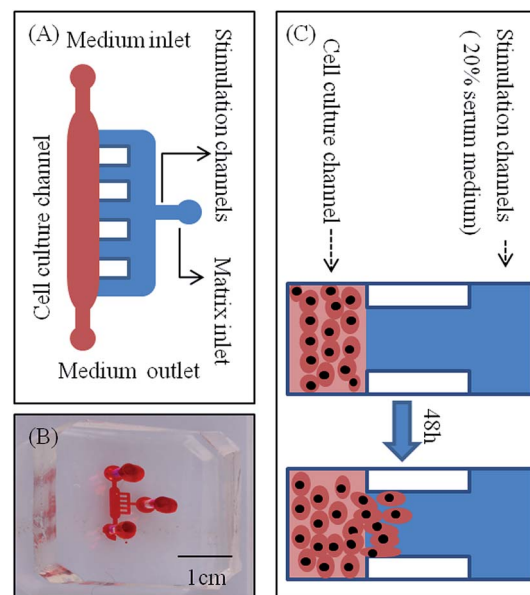 (A)
Medium inlet
Cell culture channel
Stimulation channels
Matrix inlet
Medium outlet
(B)
1cm
(C)
Cell culture
channel
Stimulation channels
( 20% serum medium)
48h